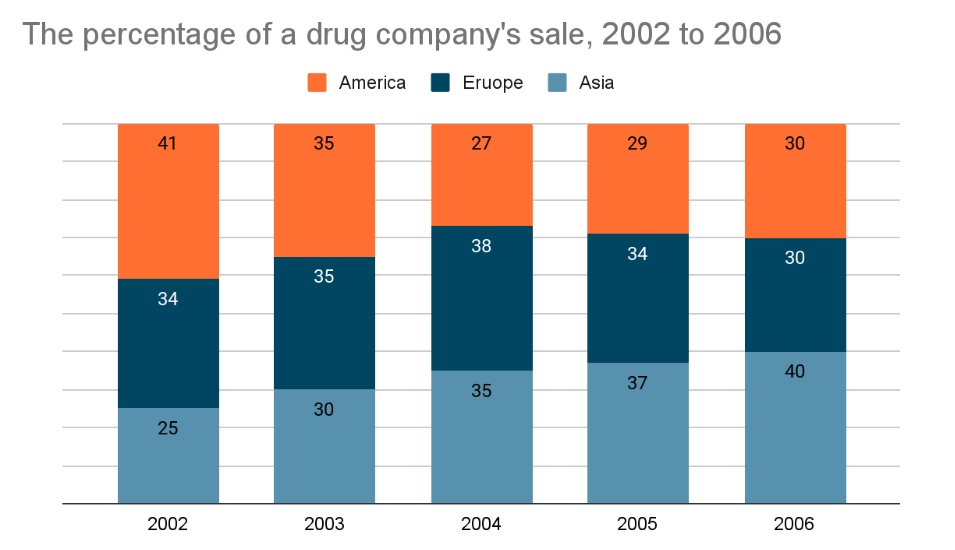 The percentage of a drug company's sale, 2002 to 2006
America Eruope Asia
41 35 27 29 30
34 35 38 34 30
25 30 35 37 40
2002 2003 2004 2005 2006